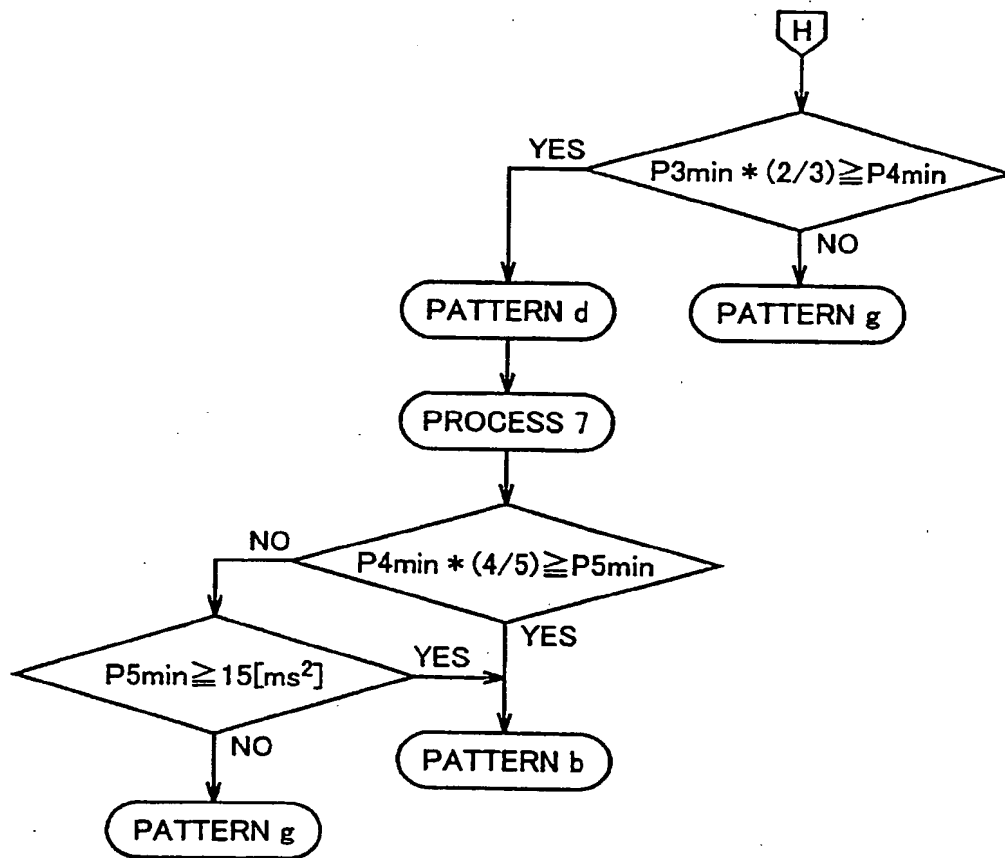 H
YES
P3min * (2/3)≧P4min
NO
PATTERN d
PATTERN g
PROCESS 7
NO
P4min * (4/5)≧P5min
YES
P5min≧15[ms²]
YES
NO
PATTERN b
PATTERN g